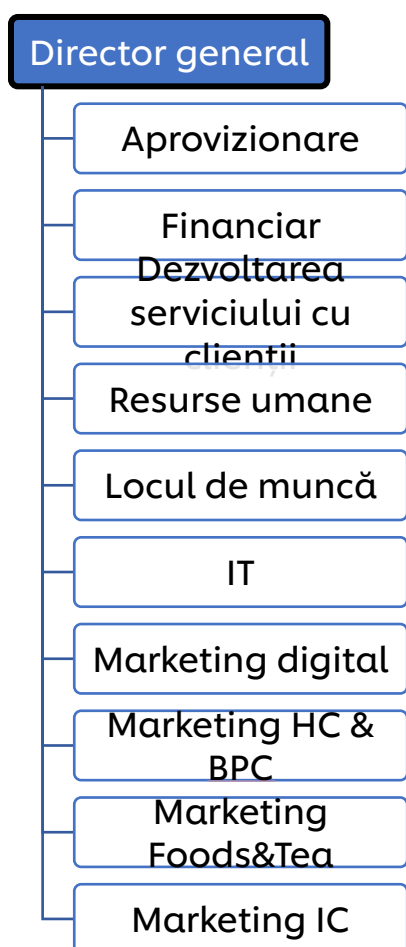 Director general
Aprovizionare
Financiar
Dezvoltarea
serviciului cu
clienții
Resurse umane
Locul de muncă
IT
Marketing digital
Marketing HC &
BPC
Marketing
Foods&Tea
Marketing IC